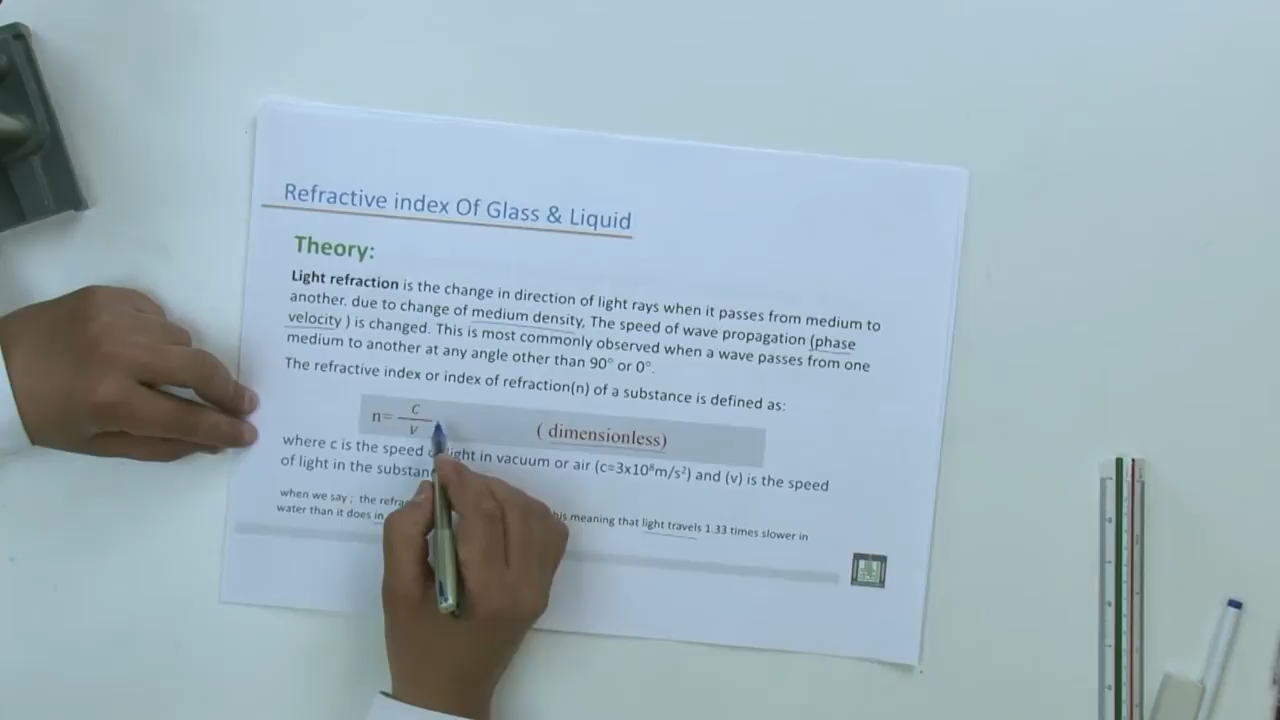 Refractive index Of Glass & Liquid
Theory:
Light refraction is the change in direction of light rays when it passes from medium to
another. due to change of medium density, The speed of wave propagation (phase
velocity ) is changed. This is most commonly observed when a wave passes from one
medium to another at any angle other than 90° or 0°.
The refractive index or index of refraction(n) of a substance is defined as:
n= C/V ( dimensionless)
where c is the speed light in vacuum or air (c=3x10⁸m/s²) and (v) is the speed
of light in the
when we say ; the meaning that light travels 1.33 times slower in
water than it does in